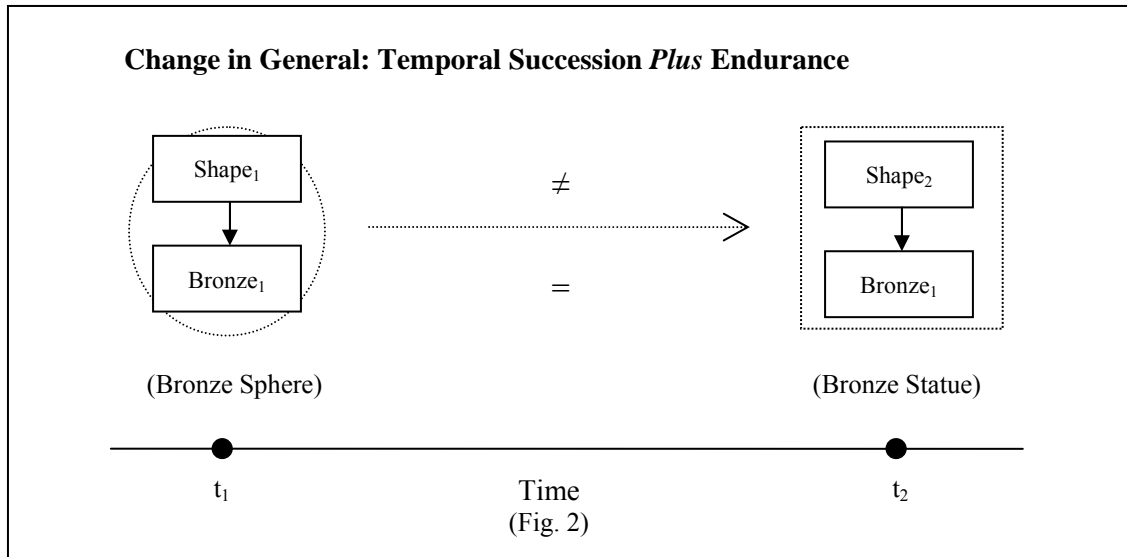 Change in General: Temporal Succession Plus Endurance
Shape₁ ≠ Shape₂
Bronze₁ = Bronze₁
(Bronze Sphere) (Bronze Statue)
t₁ Time t₂
(Fig. 2)